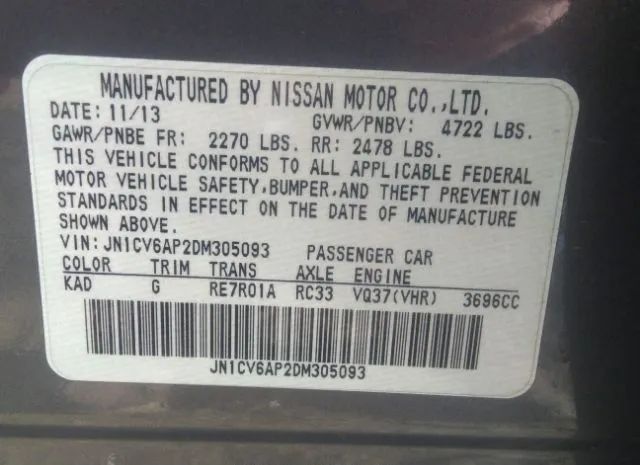 MANUFACTURED BY NISSAN MOTOR CO.,LTD.
DATE: 11/13 GVWR/PNBV: 4722 LBS.
GAWR/PNBE FR: 2270 LBS. RR: 2478 LBS.
THIS VEHICLE CONFORMS TO ALL APPLICABLE FEDERAL
MOTOR VEHICLE SAFETY,BUMPER,AND THEFT PREVENTION
STANDARDS IN EFFECT ON THE DATE OF MANUFACTURE
SHOWN ABOVE.
VIN:JN1CV6AP2DM305093 PASSENGER CAR
COLOR TRIM TRANS AXLE ENGINE
KAD G RE7R01A RC33 VQ37(VHR) 3696CC
JN1CV6AP2DM305093